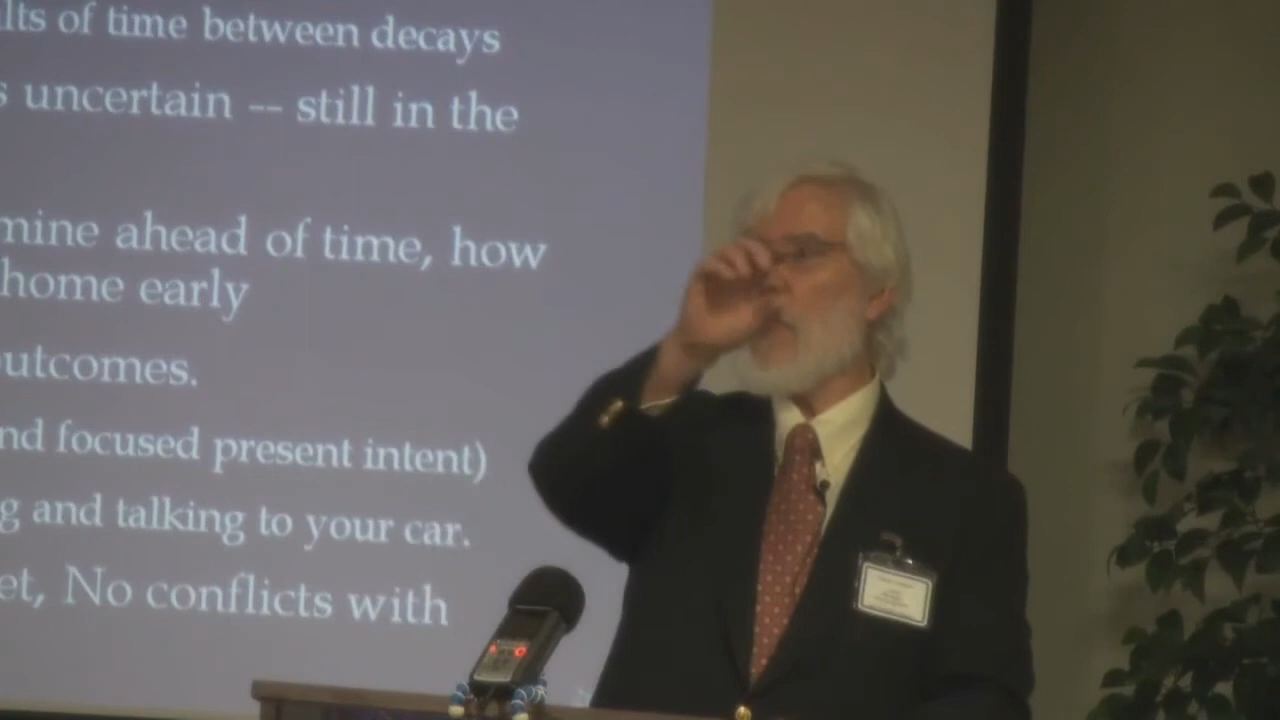 lts of time between decays
s uncertain -- still in the
mine ahead of time, how
home early
utcomes.
nd focused present intent)
g and talking to your car.
et, No conflicts with